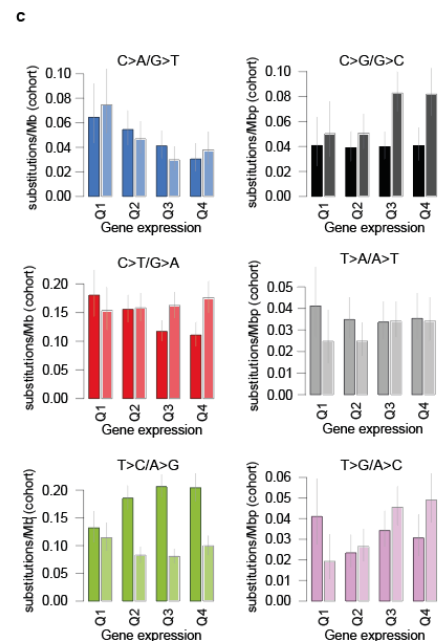 C
C>A/G>T
substitutions/Mb (cohort)
0.10
0.08
0.06
0.04
0.02
0.00
Q1 Q2 Q3 Q4
Gene expression
C>G/G>C
substitutions/Mbp (cohort)
0.10
0.08
0.06
0.04
0.02
0.00
Q1 Q2 Q3 Q4
Gene expression
C>T/G>A
substitutions/Mb (cohort)
0.20
0.15
0.10
0.05
0.00
Q1 Q2 Q3 Q4
Gene expression
T>A/A>T
substitutions/Mbp (cohort)
0.05
0.04
0.03
0.02
0.01
0.00
Q1 Q2 Q3 Q4
Gene expression
T>C/A>G
substitutions/Mb (cohort)
0.20
0.15
0.10
0.05
0.00
Q1 Q2 Q3 Q4
Gene expression
T>G/A>C
substitutions/Mbp (cohort)
0.06
0.05
0.04
0.03
0.02
0.01
0.00
Q1 Q2 Q3 Q4
Gene expression